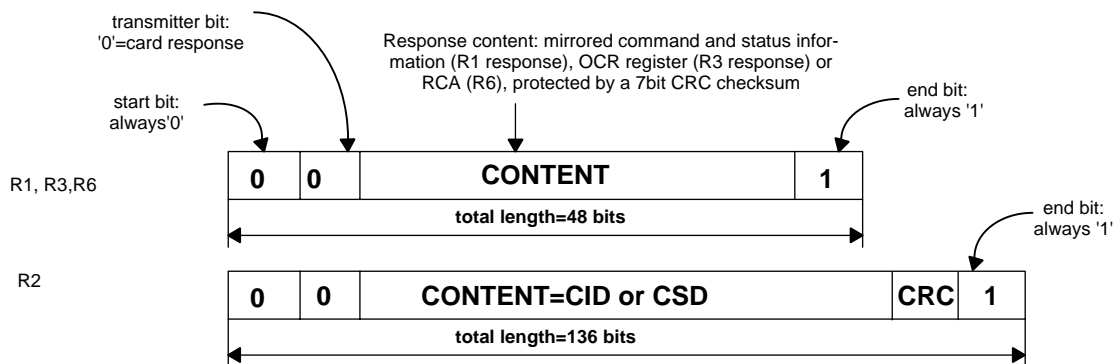 transmitter bit:
'0'=card response
Response content: mirrored command and status infor-
mation (R1 response), OCR register (R3 response) or
RCA (R6), protected by a 7bit CRC checksum
start bit:
always'0'
end bit:
always '1'
R1, R3,R6
0 0 CONTENT 1
total length=48 bits
end bit:
always '1'
R2
0 0 CONTENT=CID or CSD CRC 1
total length=136 bits